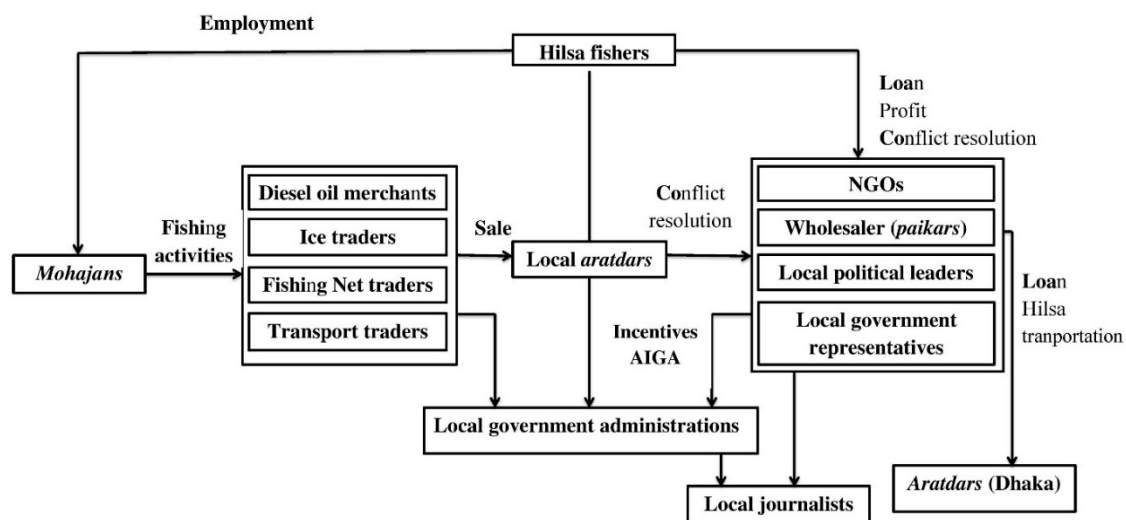 Employment
Hilsa fishers
Loan
Profit
Conflict resolution
Diesel oil merchants
Ice traders
Fishing Net traders
Transport traders
Fishing
activities
Mohajans
Sale
Local aratdars
Conflict
resolution
NGOs
Wholesaler (paikars)
Local political leaders
Local government
representatives
Loan
Hilsa
tranportation
Incentives
AIGA
Local government administrations
Local journalists
Aratdars (Dhaka)